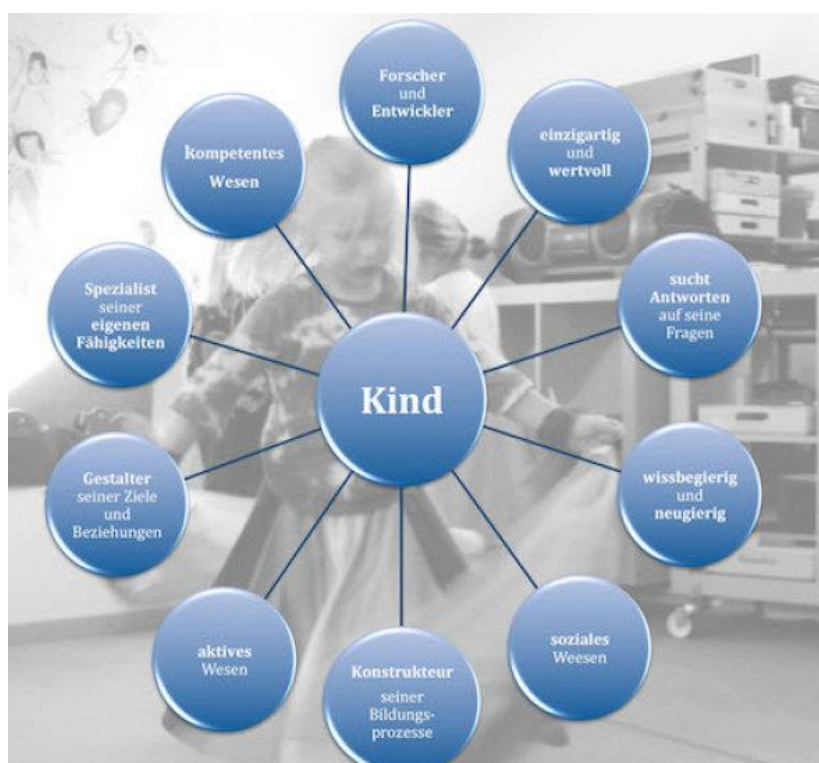 Forscher
und
Entwickler
einzigartig
und
wertvoll
sucht
Antworten
auf seine
Fragen
wissbegierig
und
neugierig
soziales
Weesen
Konstrukteur
seiner
Bildungs-
prozesse
aktives
Wesen
Gestalter
seiner Ziele
und
Beziehungen
Spezialist
seiner
eigenen
Fähigkeiten
kompetentes
Wesen
Kind